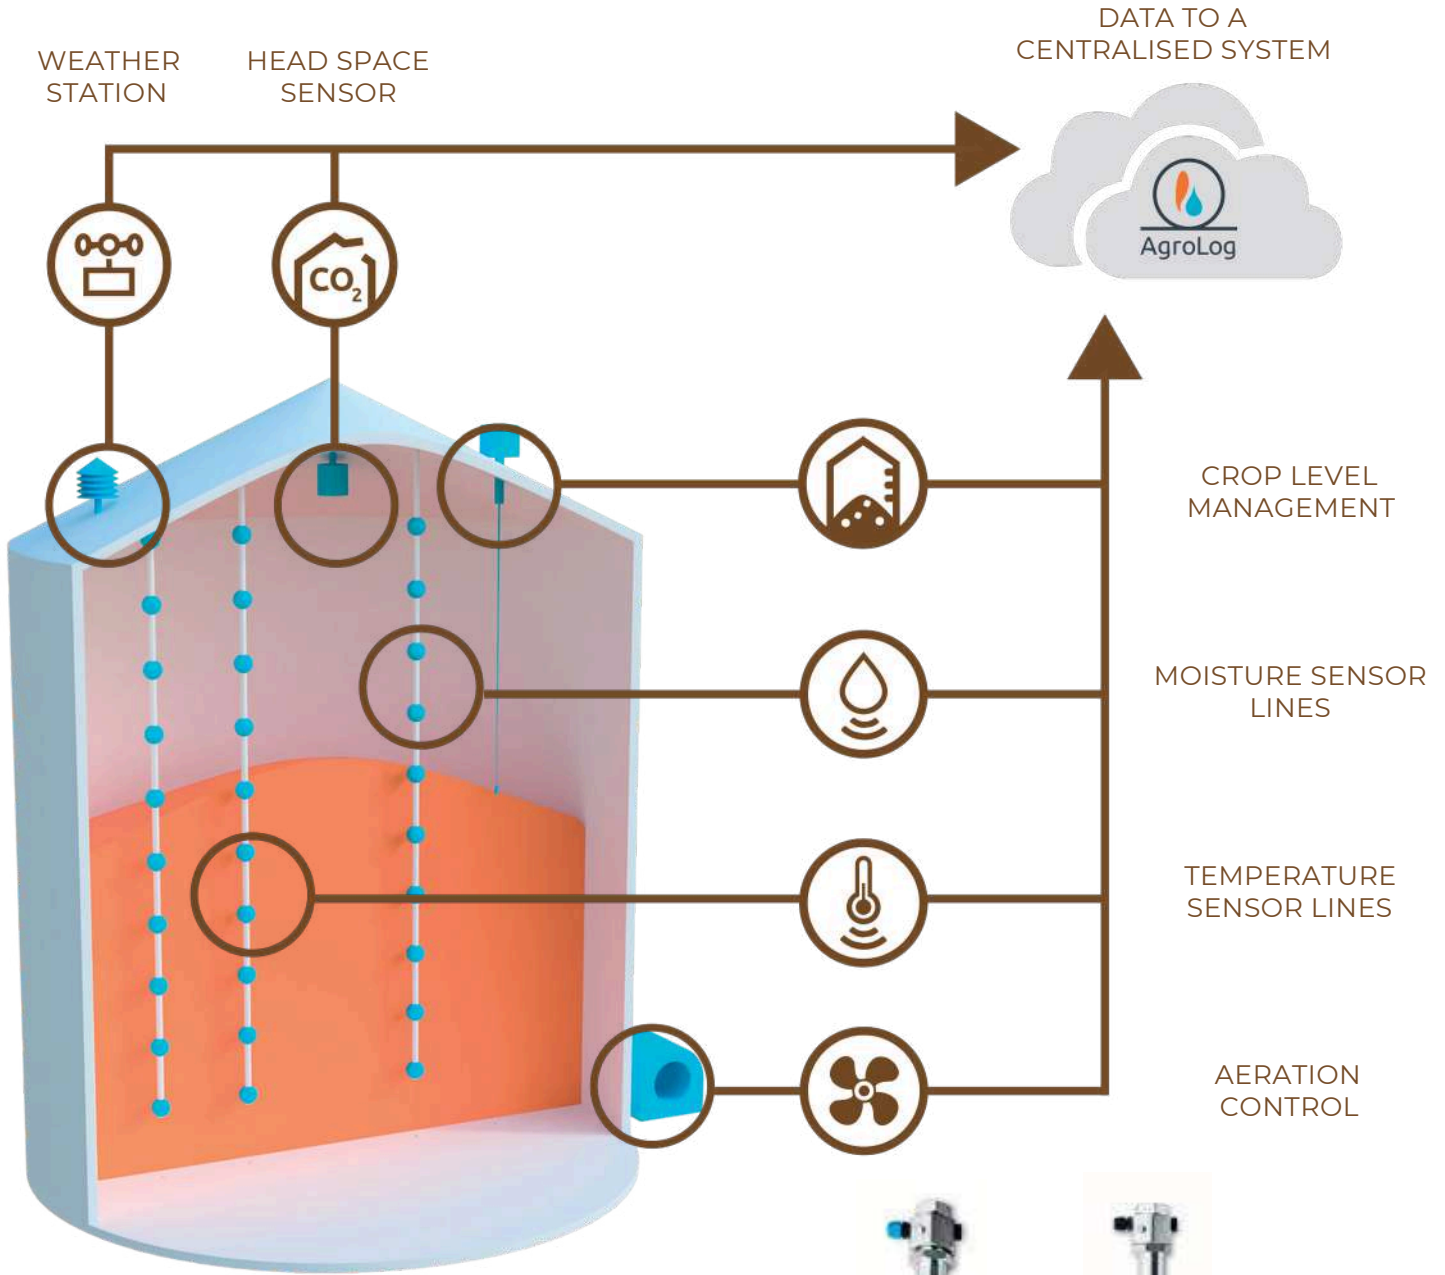 DATA TO A
CENTRALISED SYSTEM
WEATHER
STATION
HEAD SPACE
SENSOR
CO₂
AgroLog
CROP LEVEL
MANAGEMENT
MOISTURE SENSOR
LINES
TEMPERATURE
SENSOR LINES
AERATION
CONTROL